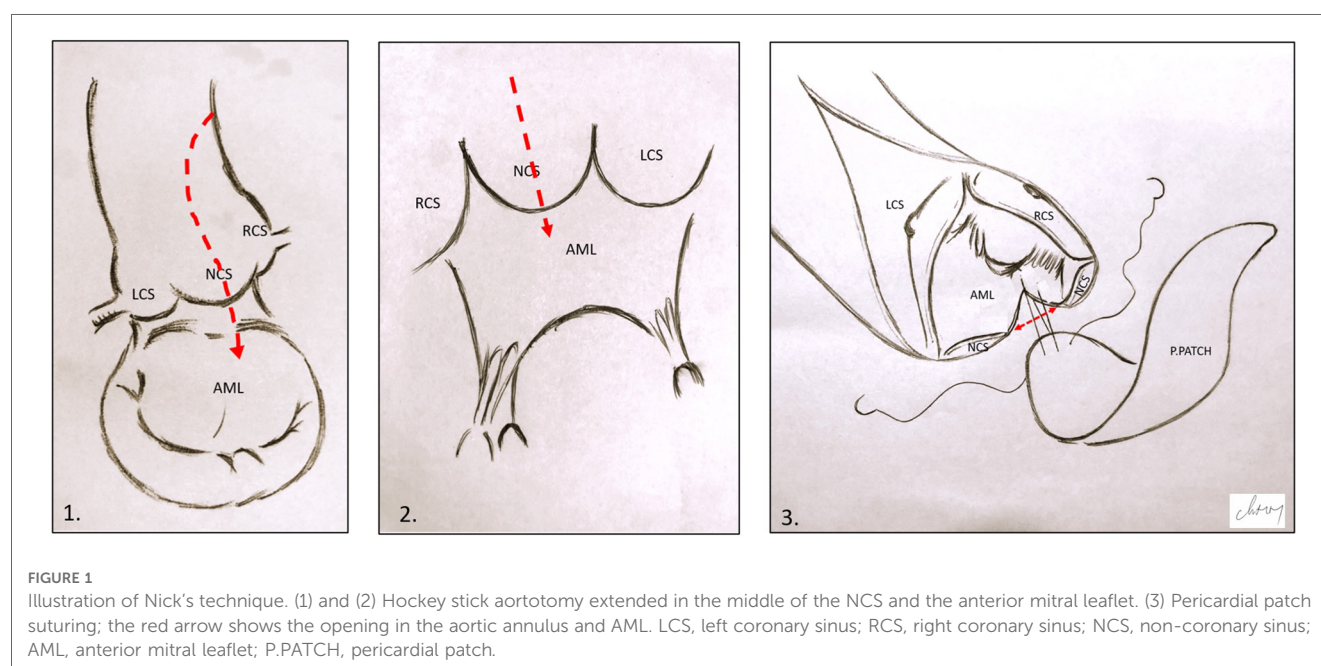 RCS
NCS
LCS
AML
1.
LCS
NCS
RCS
AML
2.
LCS
RCS
NCS
AML
NCS
P.PATCH
3.
FIGURE 1
Illustration of Nick's technique. (1) and (2) Hockey stick aortotomy extended in the middle of the NCS and the anterior mitral leaflet. (3) Pericardial patch
suturing; the red arrow shows the opening in the aortic annulus and AML. LCS, left coronary sinus; RCS, right coronary sinus; NCS, non-coronary sinus;
AML, anterior mitral leaflet; P.PATCH, pericardial patch.